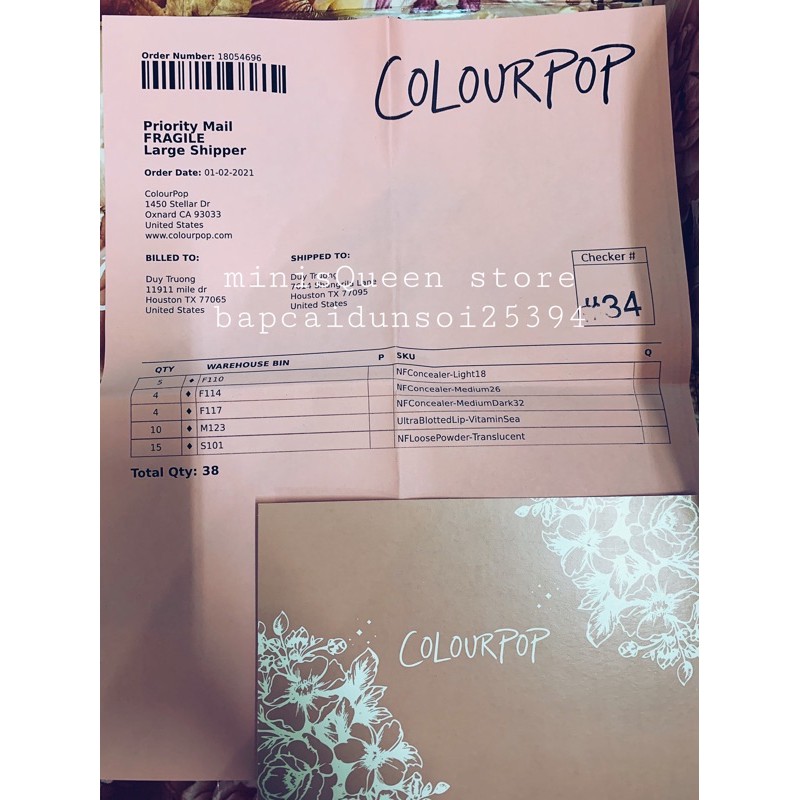 Order Number: 18054696
COLOURPOP
Priority Mail
FRAGILE
Large Shipper
Order Date: 01-02-2021
ColourPop
1450 Stellar Dr
Oxnard CA 93033
United States
www.colourpop.com
BILLED TO:
Duy Truong
11911 mile dr
Houston TX 77065
United States
SHIPPED TO:
Duy Truong
Houston TX 77095
United States
Checker #
#34
minisQueen store
bapcaidunsoi25394
QTY WAREHOUSE BIN P SKU Q
5 ♦ F110 NFConcealer-Light18
4 ♦ F114 NFConcealer-Medium26
4 ♦ F117 NFConcealer-MediumDark32
10 ♦ M123 UltraBlottedLip-VitaminSea
15 ♦ S101 NFLoosePowder-Translucent
Total Qty: 38
COLOURPOP